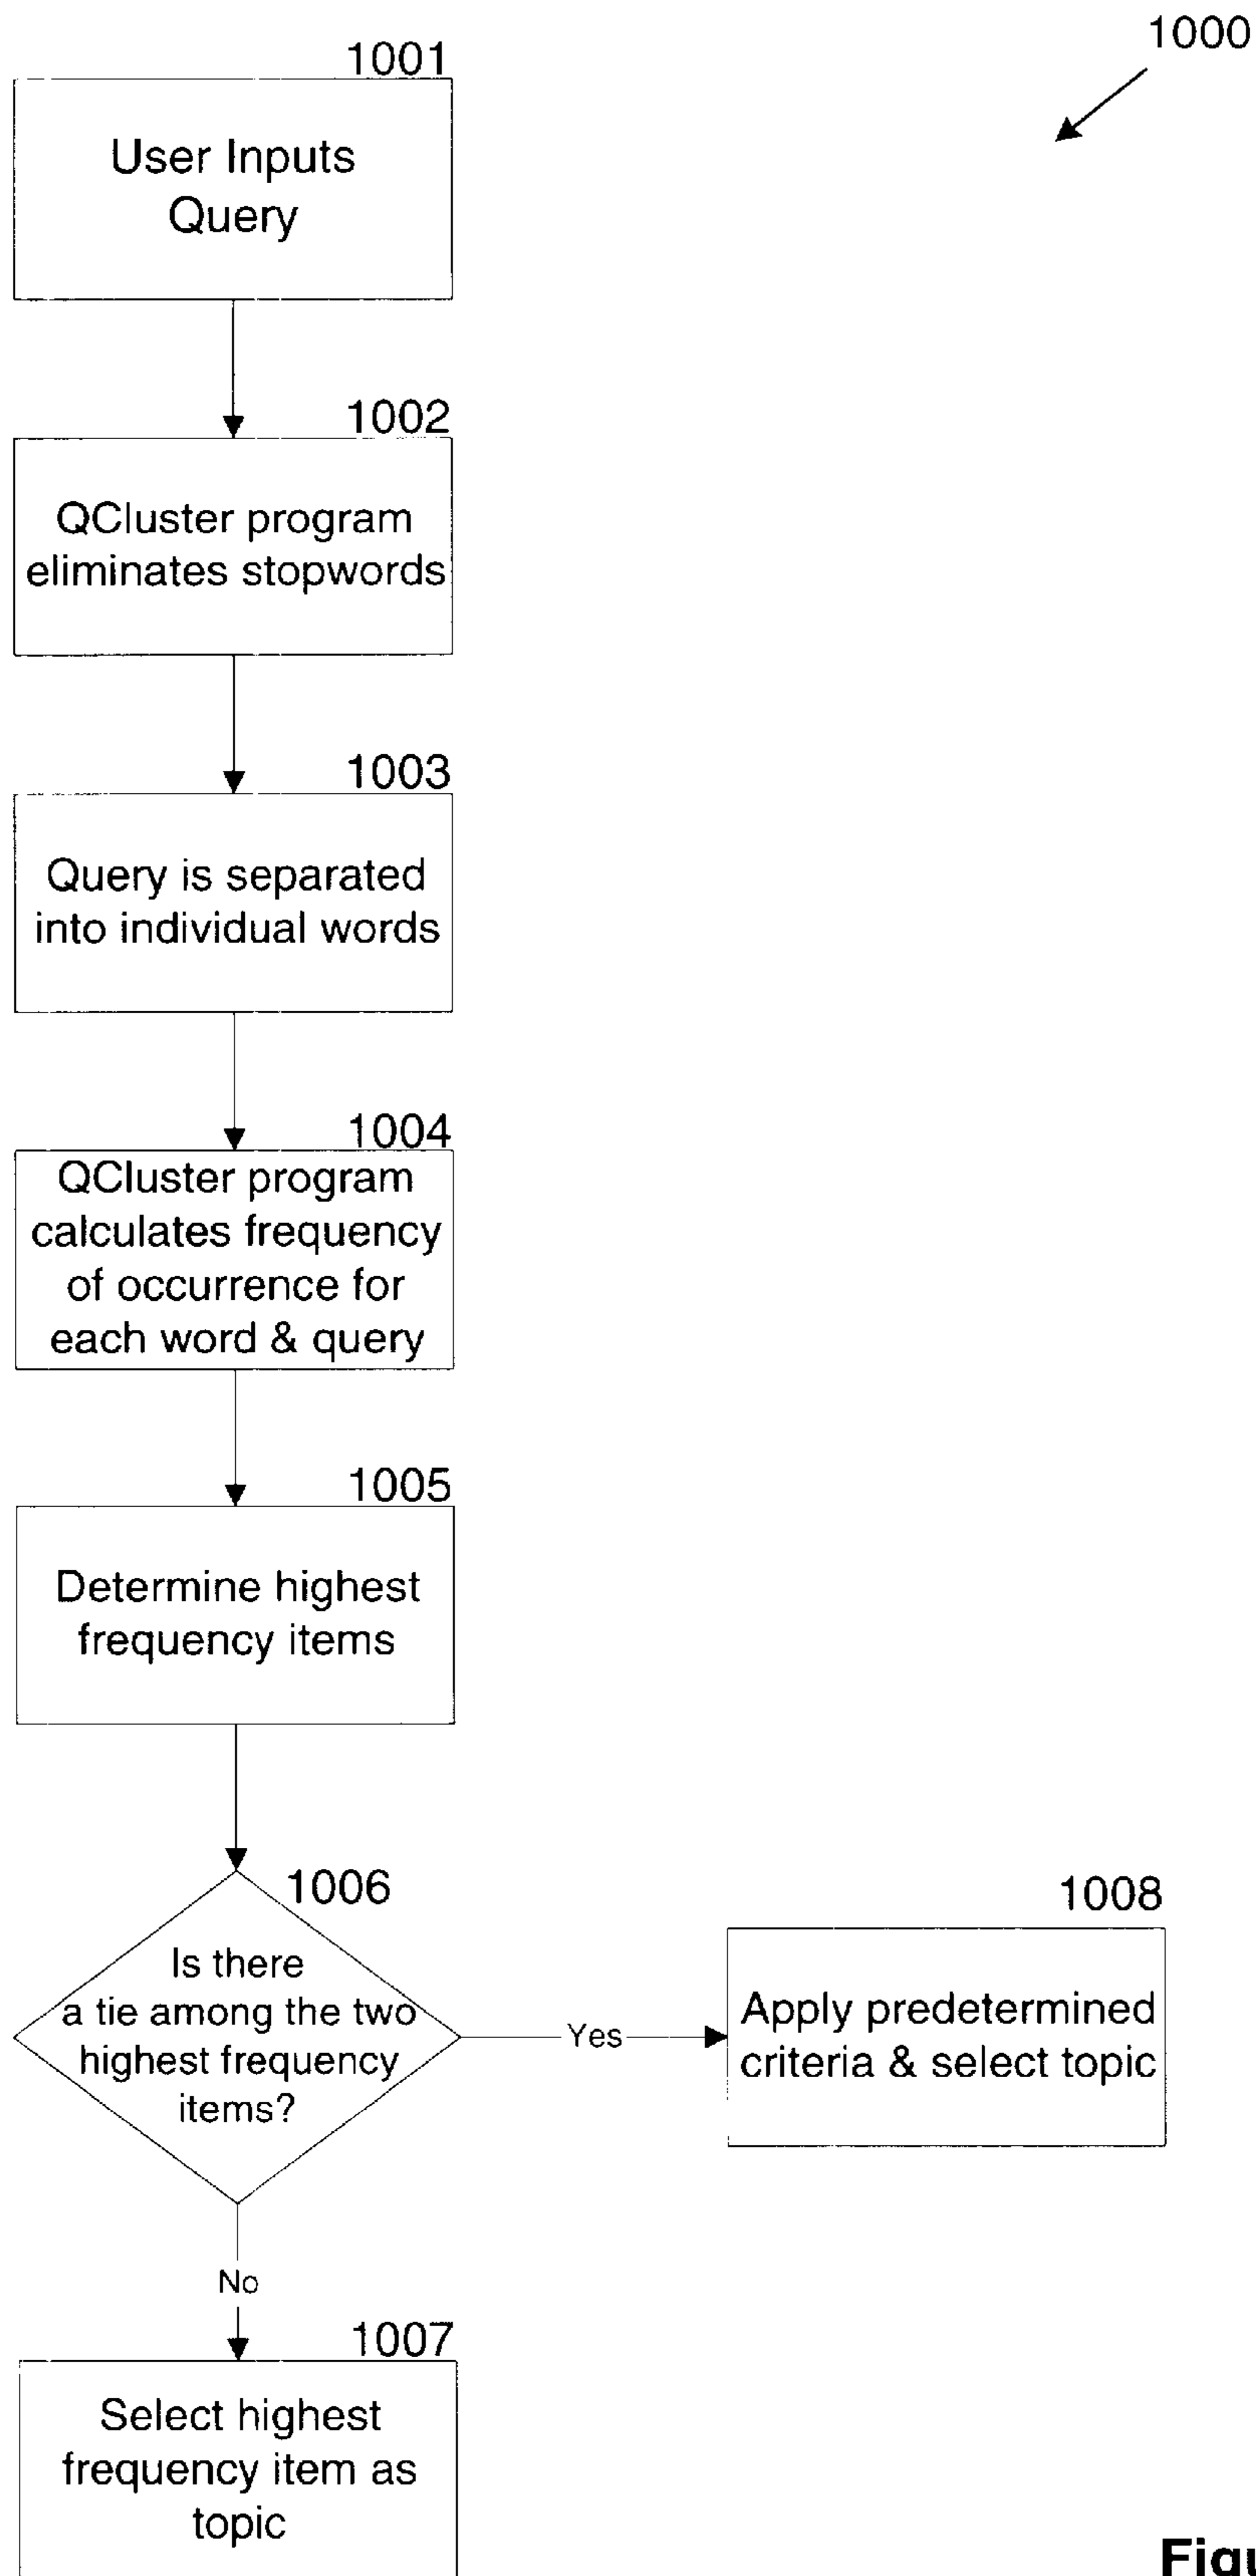 1000
1001
User Inputs
Query
1002
QCluster program
eliminates stopwords
1003
Query is separated
into individual words
1004
QCluster program
calculates frequency
of occurrence for
each word & query
1005
Determine highest
frequency items
1006
Is there
a tie among the two
highest frequency
items?
Yes
1008
Apply predetermined
criteria & select topic
No
1007
Select highest
frequency item as
topic